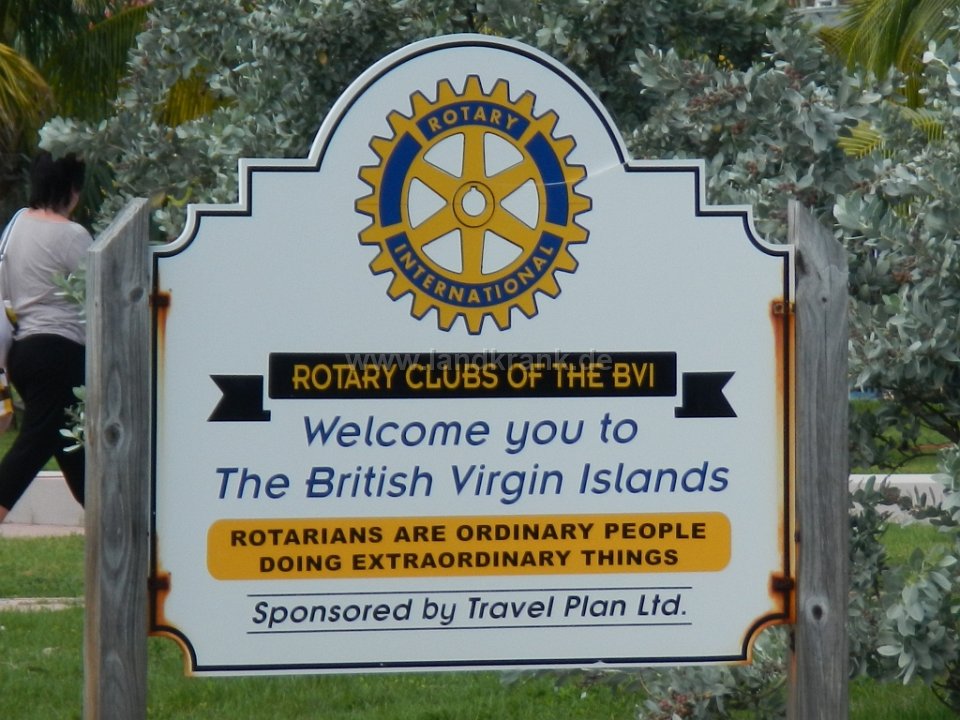 ROTARY
INTERNATIONAL
www.landkrank.de
ROTARY CLUBS OF THE BVI
Welcome you to
The British Virgin Islands
ROTARIANS ARE ORDINARY PEOPLE
DOING EXTRAORDINARY THINGS
Sponsored by Travel Plan Ltd.